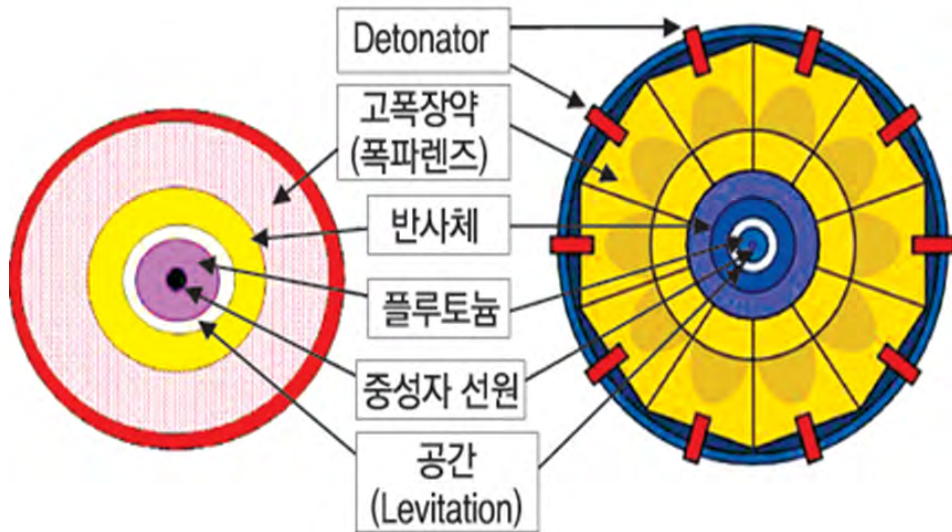 Detonator
고폭장약
(폭파렌즈)
반사체
플루토늄
중성자 선원
공간
(Levitation)